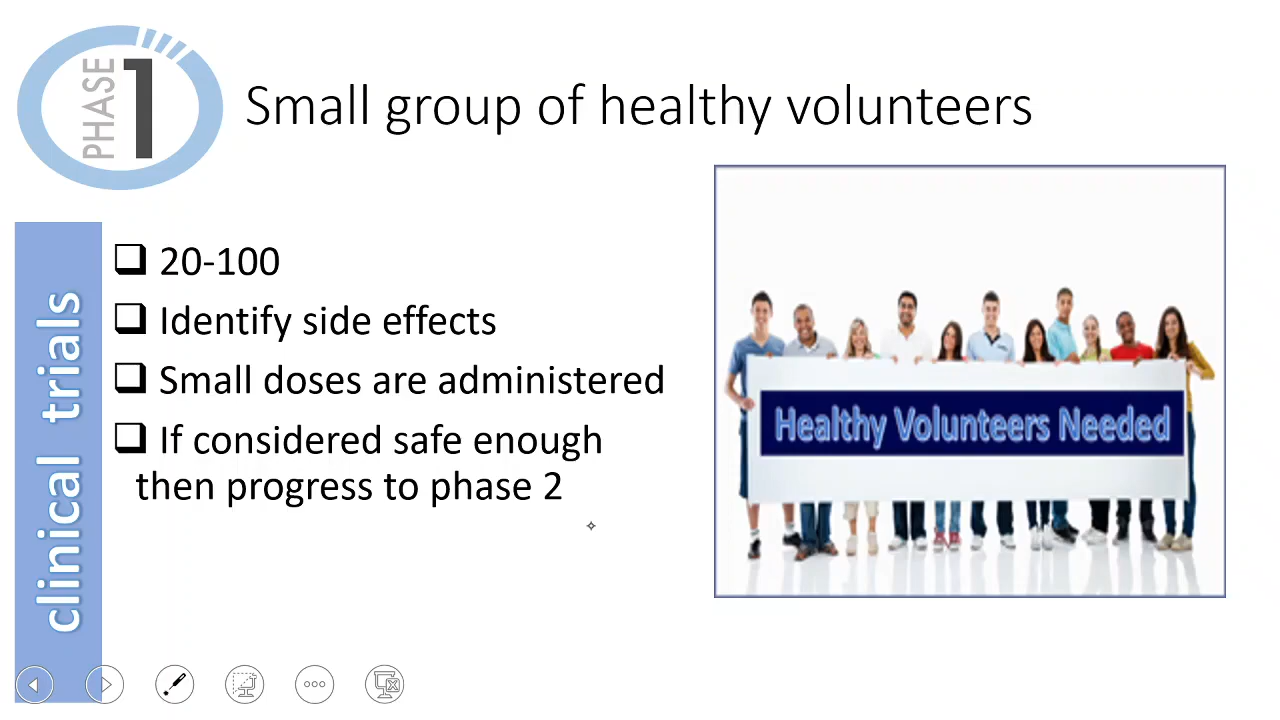 PHASE 1
Small group of healthy volunteers
clinical trials
20-100
Identify side effects
Small doses are administered
If considered safe enough
then progress to phase 2
Healthy Volunteers Needed